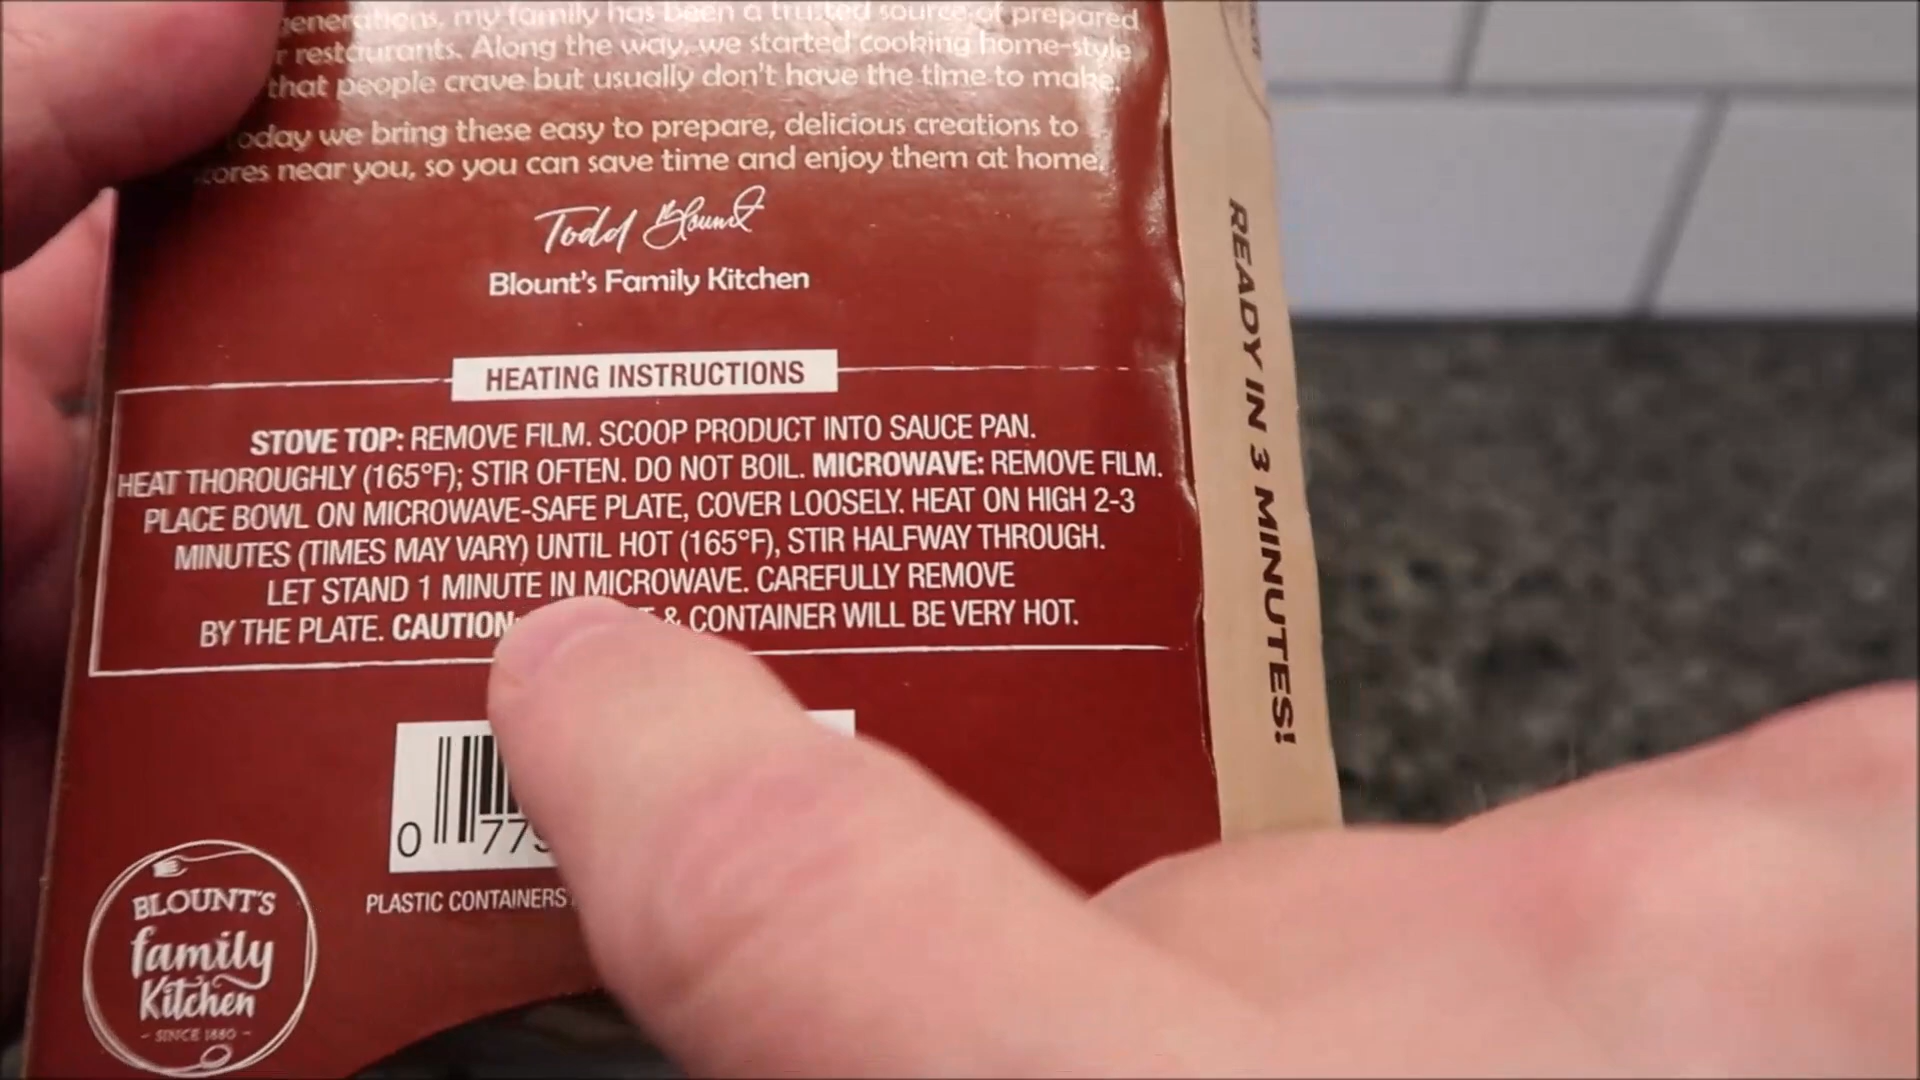 generations, my family has been a trusted source of prepared
r restaurants. Along the way, we started cooking home-style
that people crave but usually don't have the time to make.
oday we bring these easy to prepare, delicious creations to
ores near you, so you can save time and enjoy them at home.
Todd Blount
Blount's Family Kitchen
HEATING INSTRUCTIONS
STOVE TOP: REMOVE FILM. SCOOP PRODUCT INTO SAUCE PAN.
HEAT THOROUGHLY (165°F); STIR OFTEN. DO NOT BOIL. MICROWAVE: REMOVE FILM.
PLACE BOWL ON MICROWAVE-SAFE PLATE, COVER LOOSELY. HEAT ON HIGH 2-3
MINUTES (TIMES MAY VARY) UNTIL HOT (165°F), STIR HALFWAY THROUGH.
LET STAND 1 MINUTE IN MICROWAVE. CAREFULLY REMOVE
BY THE PLATE. CAUTION: & CONTAINER WILL BE VERY HOT.
0 775
PLASTIC CONTAINERS
BLOUNT'S
family
Kitchen
- SINCE 1880 -
READY IN 3 MINUTES!